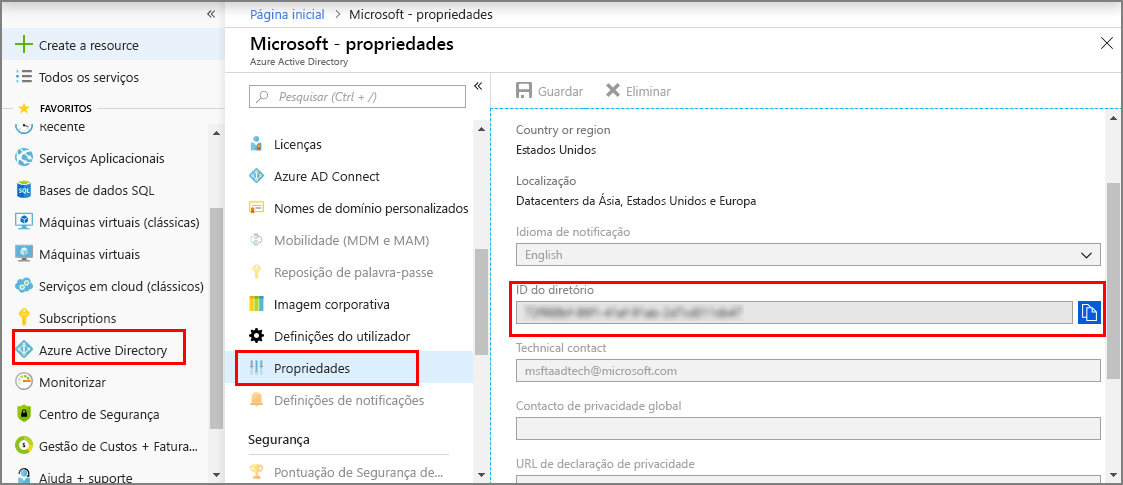 «
Create a resource
Todos os serviços
FAVORITOS
Recente
Serviços Aplicacionais
Bases de dados SQL
Máquinas virtuais (clássicas)
Máquinas virtuais
Serviços em cloud (clássicos)
Subscriptions
Azure Active Directory
Monitorizar
Centro de Segurança
Gestão de Custos + Fatura...
Ajuda + suporte
Página inicial > Microsoft - propriedades
Microsoft - propriedades
Azure Active Directory
Pesquisar (Ctrl + /)
«
Licenças
Azure AD Connect
Nomes de domínio personalizados
Mobilidade (MDM e MAM)
Reposição de palavra-passe
Imagem corporativa
Definições do utilizador
Propriedades
Definições de notificações
Segurança
Pontuação de Segurança de...
Guardar Eliminar
Country or region
Estados Unidos
Localização
Datacenters da Ásia, Estados Unidos e Europa
Idioma de notificação
English
ID do diretório
Technical contact
msftaadtech@microsoft.com
Contacto de privacidade global
URL de declaração de privacidade